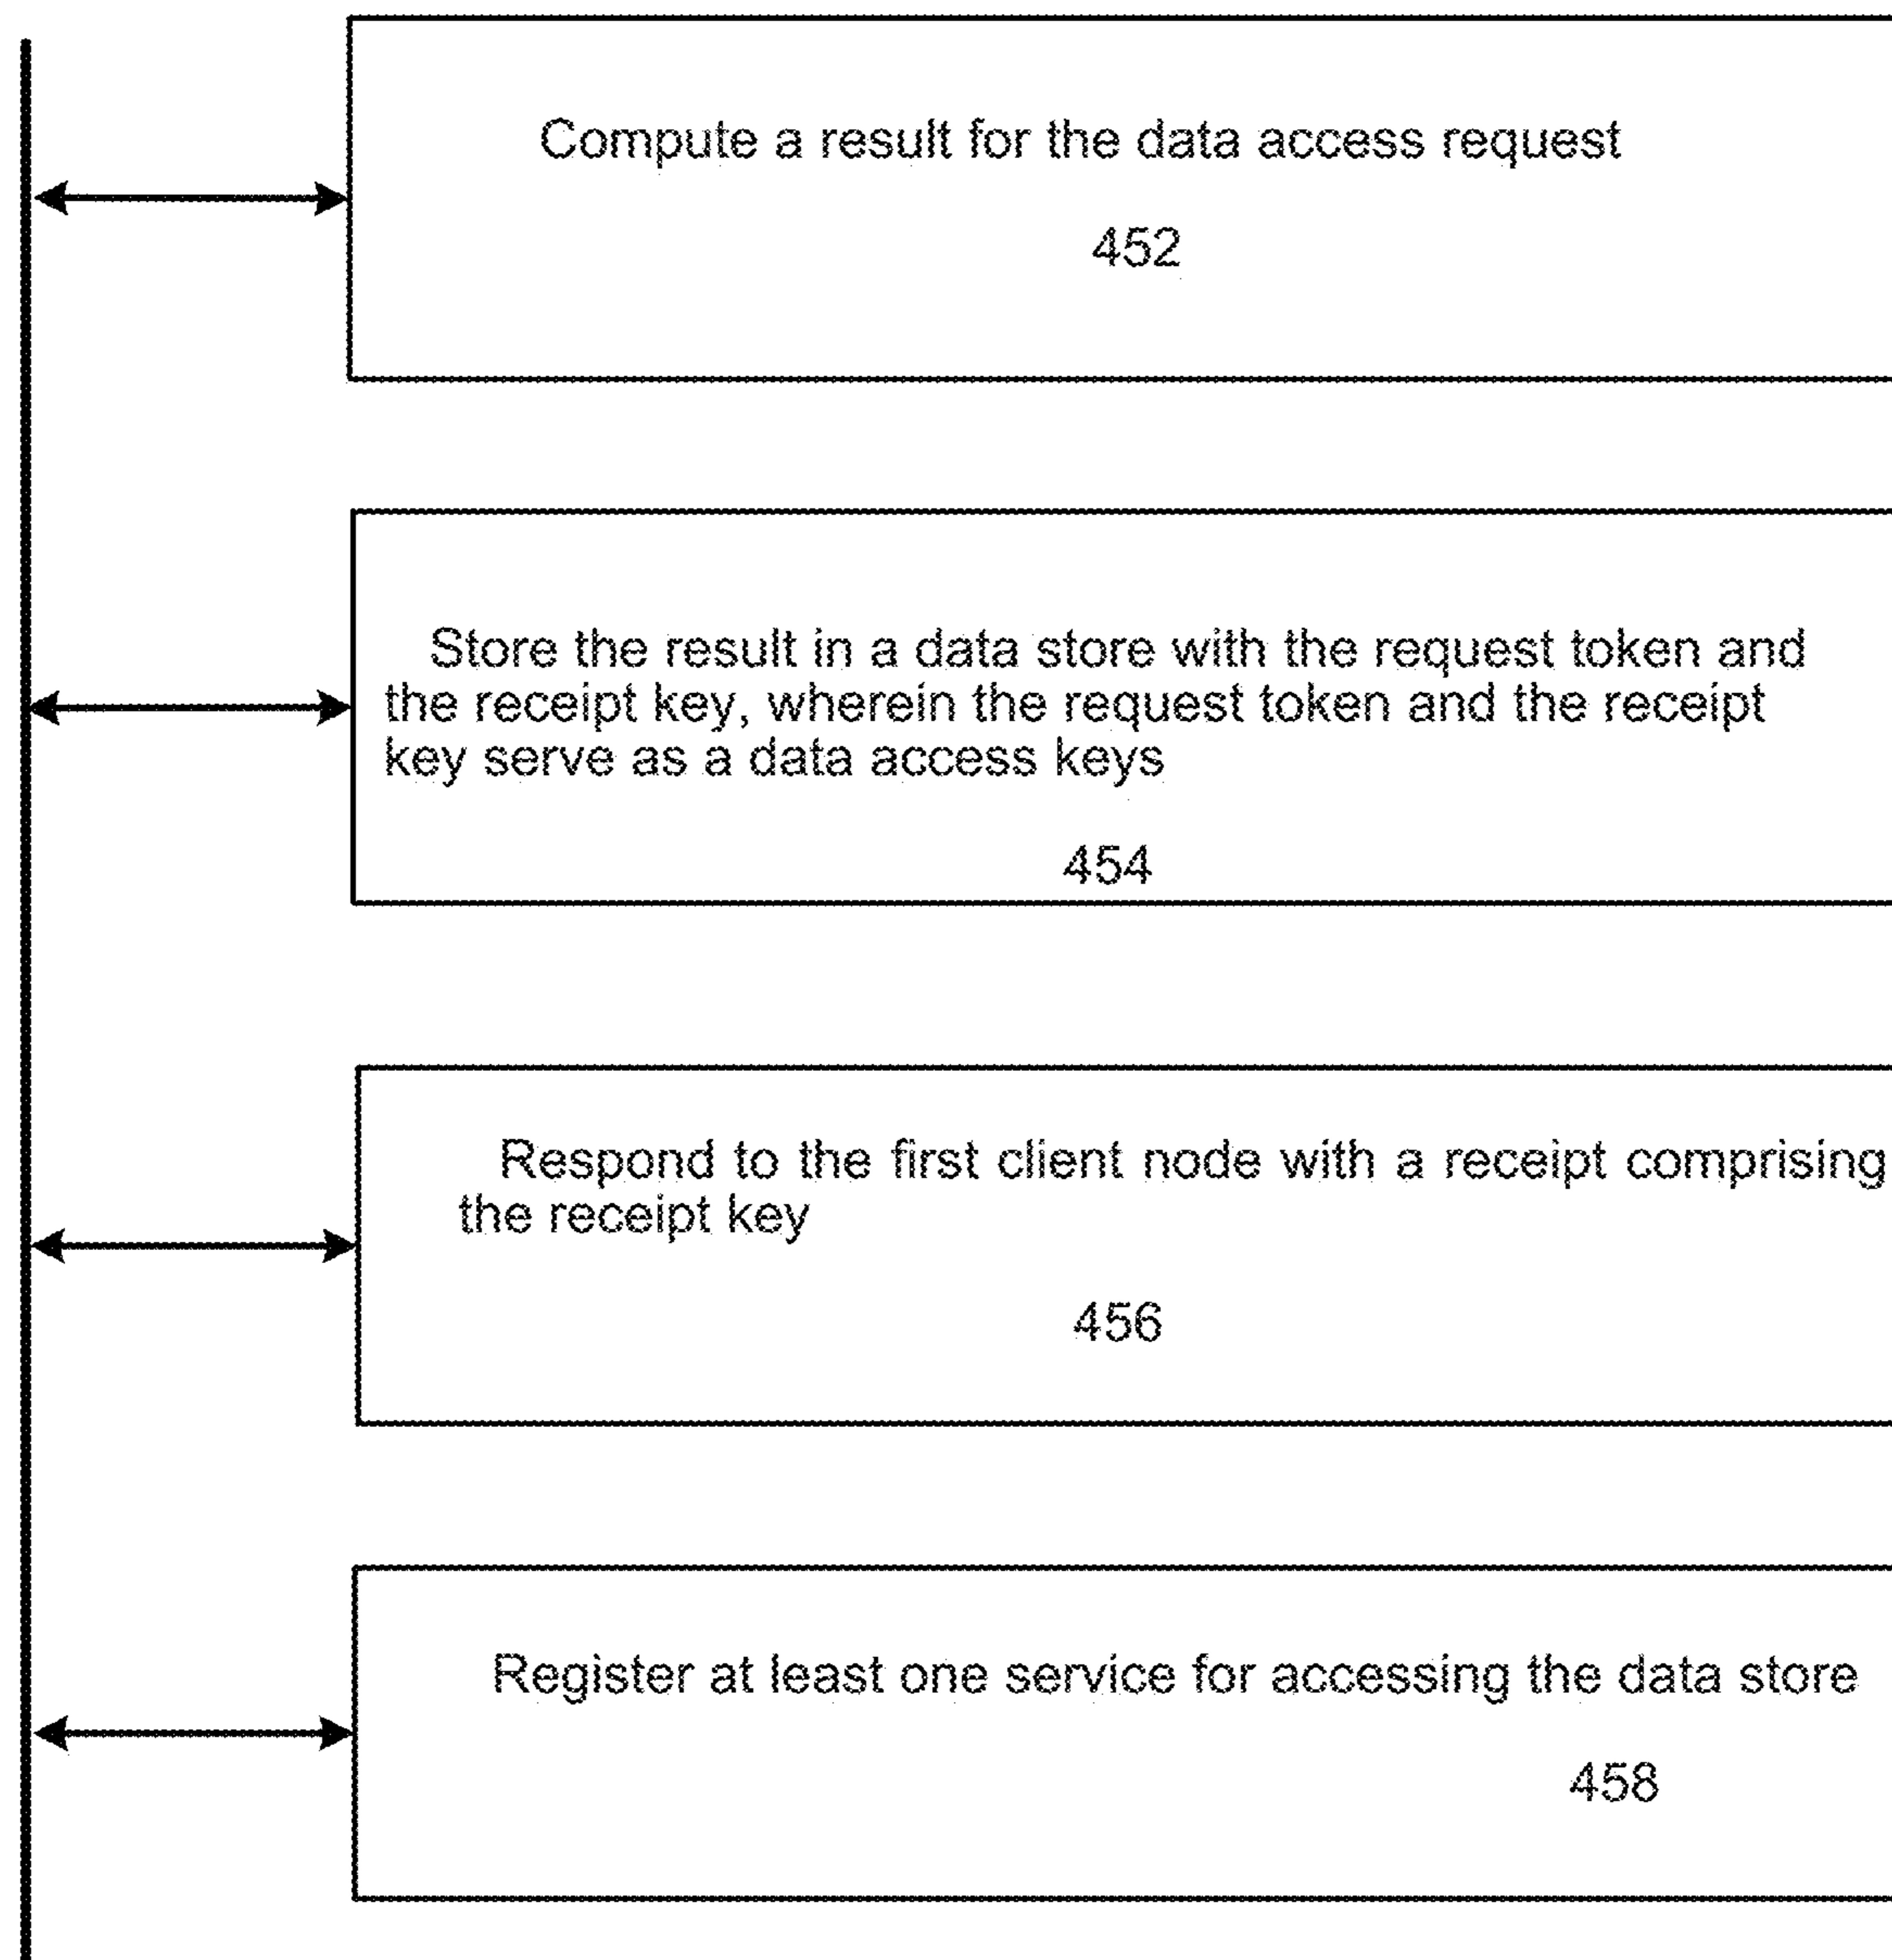 Compute a result for the data access request
452
Store the result in a data store with the request token and
the receipt key, wherein the request token and the receipt
key serve as a data access keys
454
Respond to the first client node with a receipt comprising
the receipt key
456
Register at least one service for accessing the data store
458